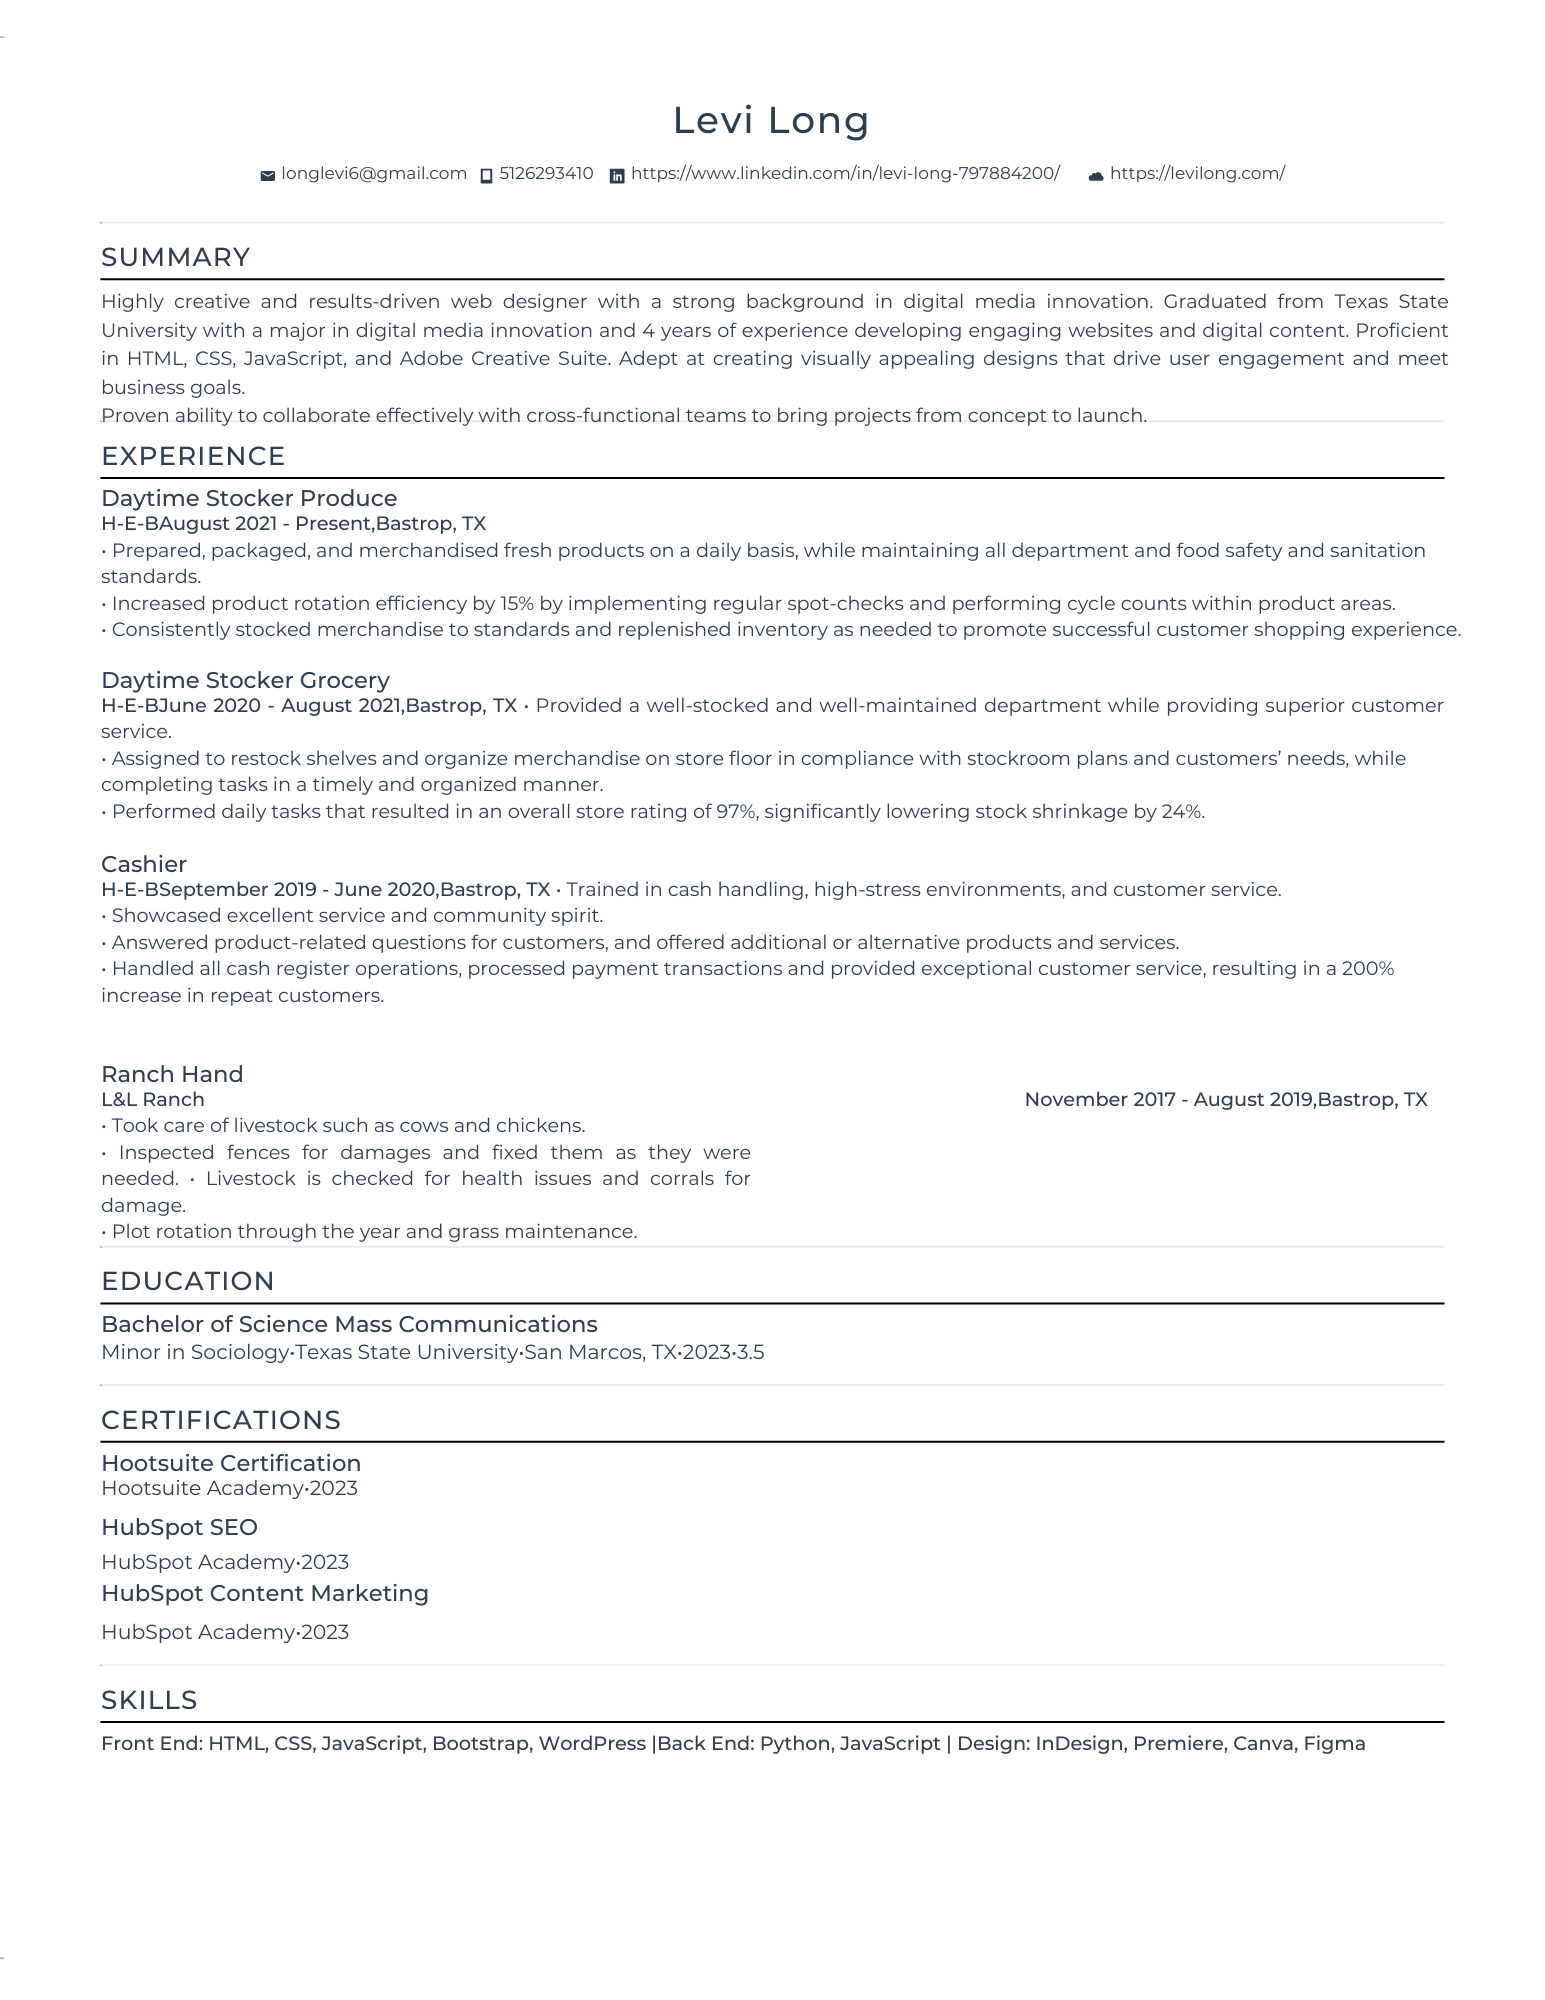 Levi Long
longlevi6@gmail.com 5126293410 https://www.linkedin.com/in/levi-long-797884200/ https://levilong.com/
SUMMARY
Highly creative and results-driven web designer with a strong background in digital media innovation. Graduated from Texas State
University with a major in digital media innovation and 4 years of experience developing engaging websites and digital content. Proficient
in HTML, CSS, JavaScript, and Adobe Creative Suite. Adept at creating visually appealing designs that drive user engagement and meet
business goals.
Proven ability to collaborate effectively with cross-functional teams to bring projects from concept to launch.
EXPERIENCE
Daytime Stocker Produce
H-E-BAugust 2021 - Present,Bastrop, TX
• Prepared, packaged, and merchandised fresh products on a daily basis, while maintaining all department and food safety and sanitation
standards.
• Increased product rotation efficiency by 15% by implementing regular spot-checks and performing cycle counts within product areas.
• Consistently stocked merchandise to standards and replenished inventory as needed to promote successful customer shopping experience.
Daytime Stocker Grocery
H-E-BJune 2020 - August 2021,Bastrop, TX • Provided a well-stocked and well-maintained department while providing superior customer
service.
• Assigned to restock shelves and organize merchandise on store floor in compliance with stockroom plans and customers’ needs, while
completing tasks in a timely and organized manner.
• Performed daily tasks that resulted in an overall store rating of 97%, significantly lowering stock shrinkage by 24%.
Cashier
H-E-BSeptember 2019 - June 2020,Bastrop, TX • Trained in cash handling, high-stress environments, and customer service.
• Showcased excellent service and community spirit.
• Answered product-related questions for customers, and offered additional or alternative products and services.
• Handled all cash register operations, processed payment transactions and provided exceptional customer service, resulting in a 200%
increase in repeat customers.
Ranch Hand
L&L Ranch November 2017 - August 2019,Bastrop, TX
• Took care of livestock such as cows and chickens.
• Inspected fences for damages and fixed them as they were
needed. • Livestock is checked for health issues and corrals for
damage.
• Plot rotation through the year and grass maintenance.
EDUCATION
Bachelor of Science Mass Communications
Minor in Sociology•Texas State University•San Marcos, TX•2023•3.5
CERTIFICATIONS
Hootsuite Certification
Hootsuite Academy•2023
HubSpot SEO
HubSpot Academy•2023
HubSpot Content Marketing
HubSpot Academy•2023
SKILLS
Front End: HTML, CSS, JavaScript, Bootstrap, WordPress |Back End: Python, JavaScript | Design: InDesign, Premiere, Canva, Figma